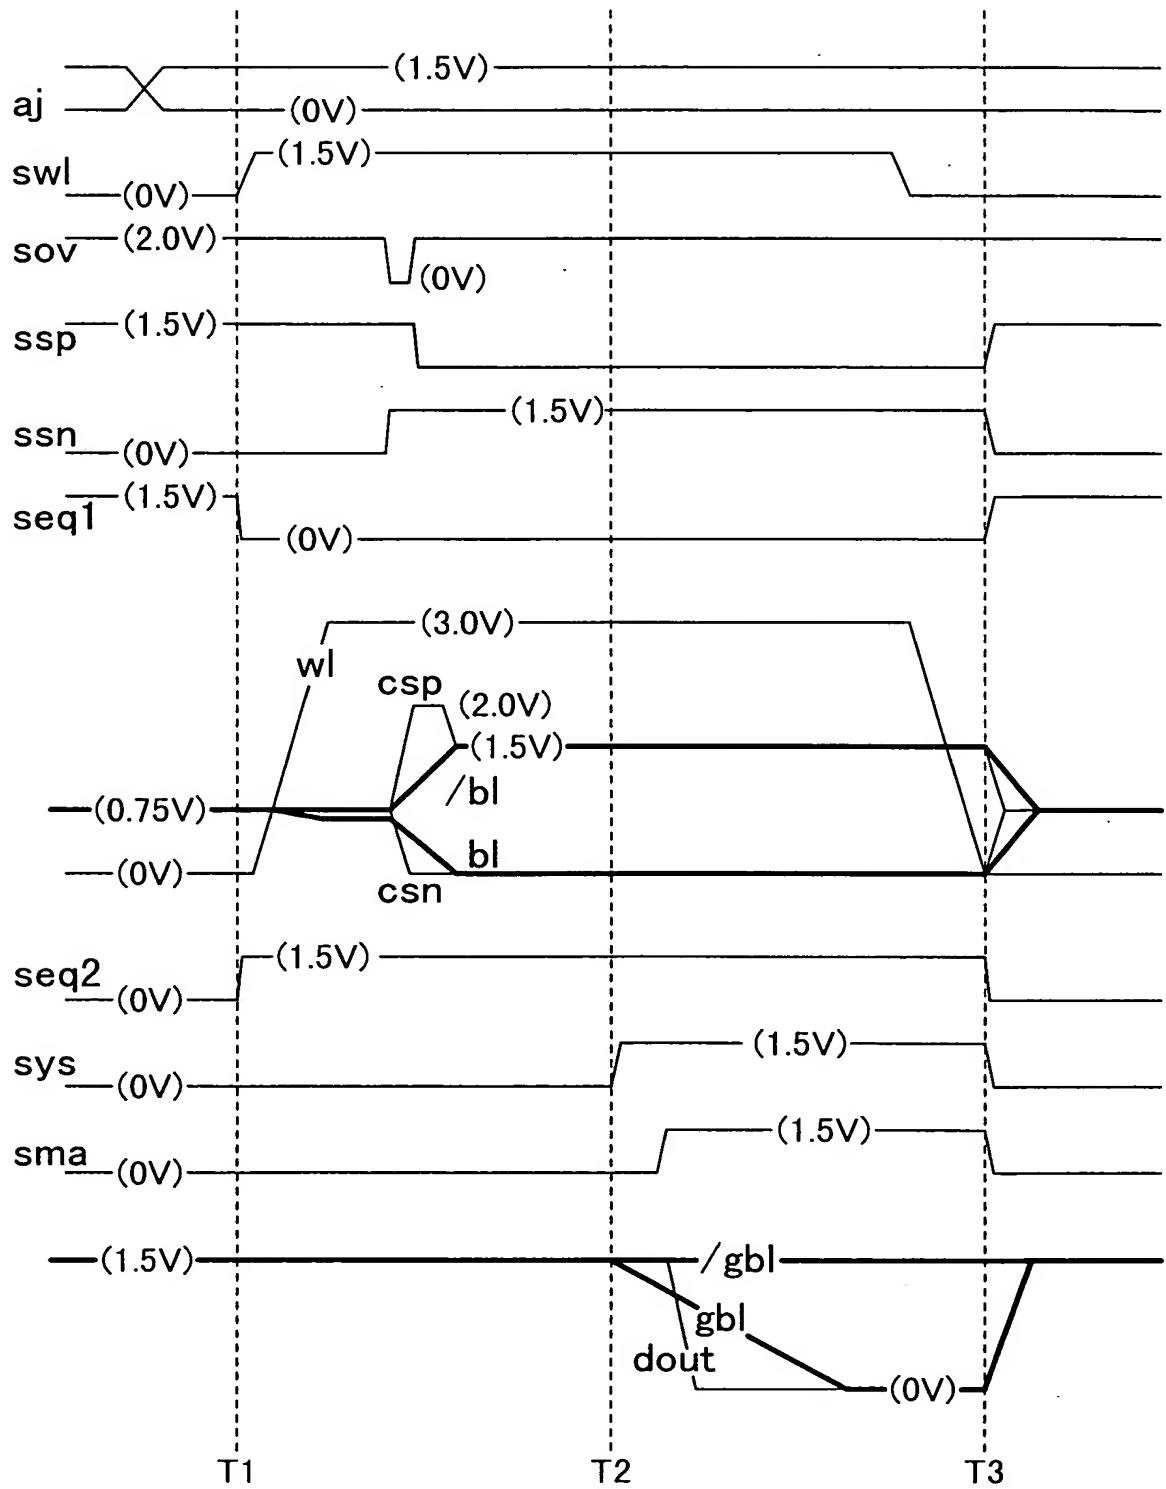 (1.5V)
aj
(0V)
(1.5V)
swl
(0V)
(2.0V)
sov
(0V)
(1.5V)
ssp
(1.5V)
ssn
(0V)
(1.5V)
seq1
(0V)
(3.0V)
wl
csp
(2.0V)
(1.5V)
/bl
(0.75V)
bl
(0V)
csn
(1.5V)
seq2
(0V)
(1.5V)
sys
(0V)
(1.5V)
sma
(0V)
(1.5V)
/gbl
gbl
dout
(0V)
T1 T2 T3